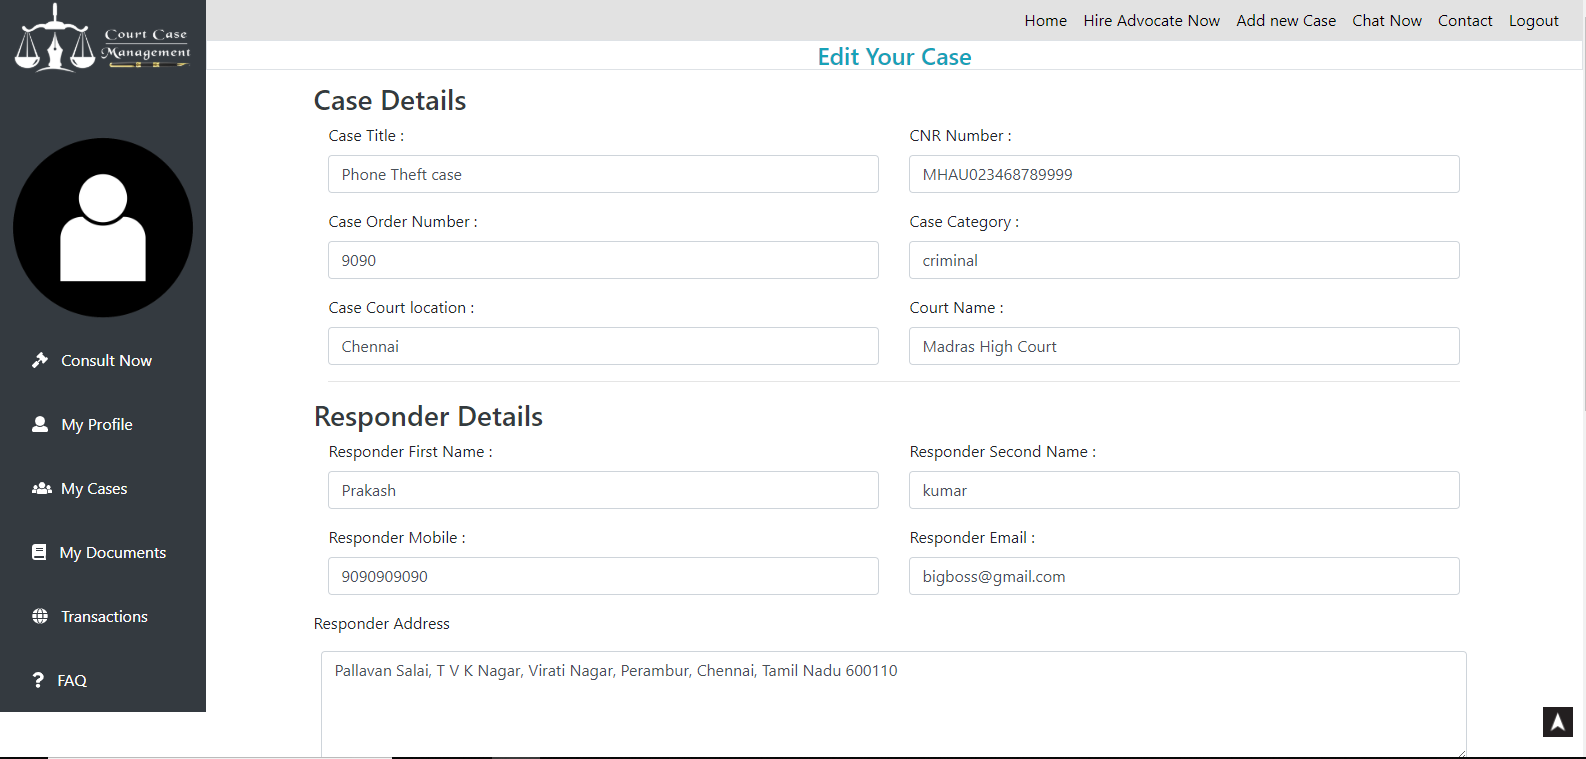 Court Case
Management
Home Hire Advocate Now Add new Case Chat Now Contact Logout
Edit Your Case
Case Details
Case Title : CNR Number :
Phone Theft case MHAU023468789999
Case Order Number : Case Category :
9090 criminal
Case Court location : Court Name :
Chennai Madras High Court
Responder Details
Responder First Name : Responder Second Name :
Prakash kumar
Responder Mobile : Responder Email :
9090909090 bigboss@gmail.com
Responder Address
Pallavan Salai, T V K Nagar, Virati Nagar, Perambur, Chennai, Tamil Nadu 600110
Consult Now
My Profile
My Cases
My Documents
Transactions
FAQ